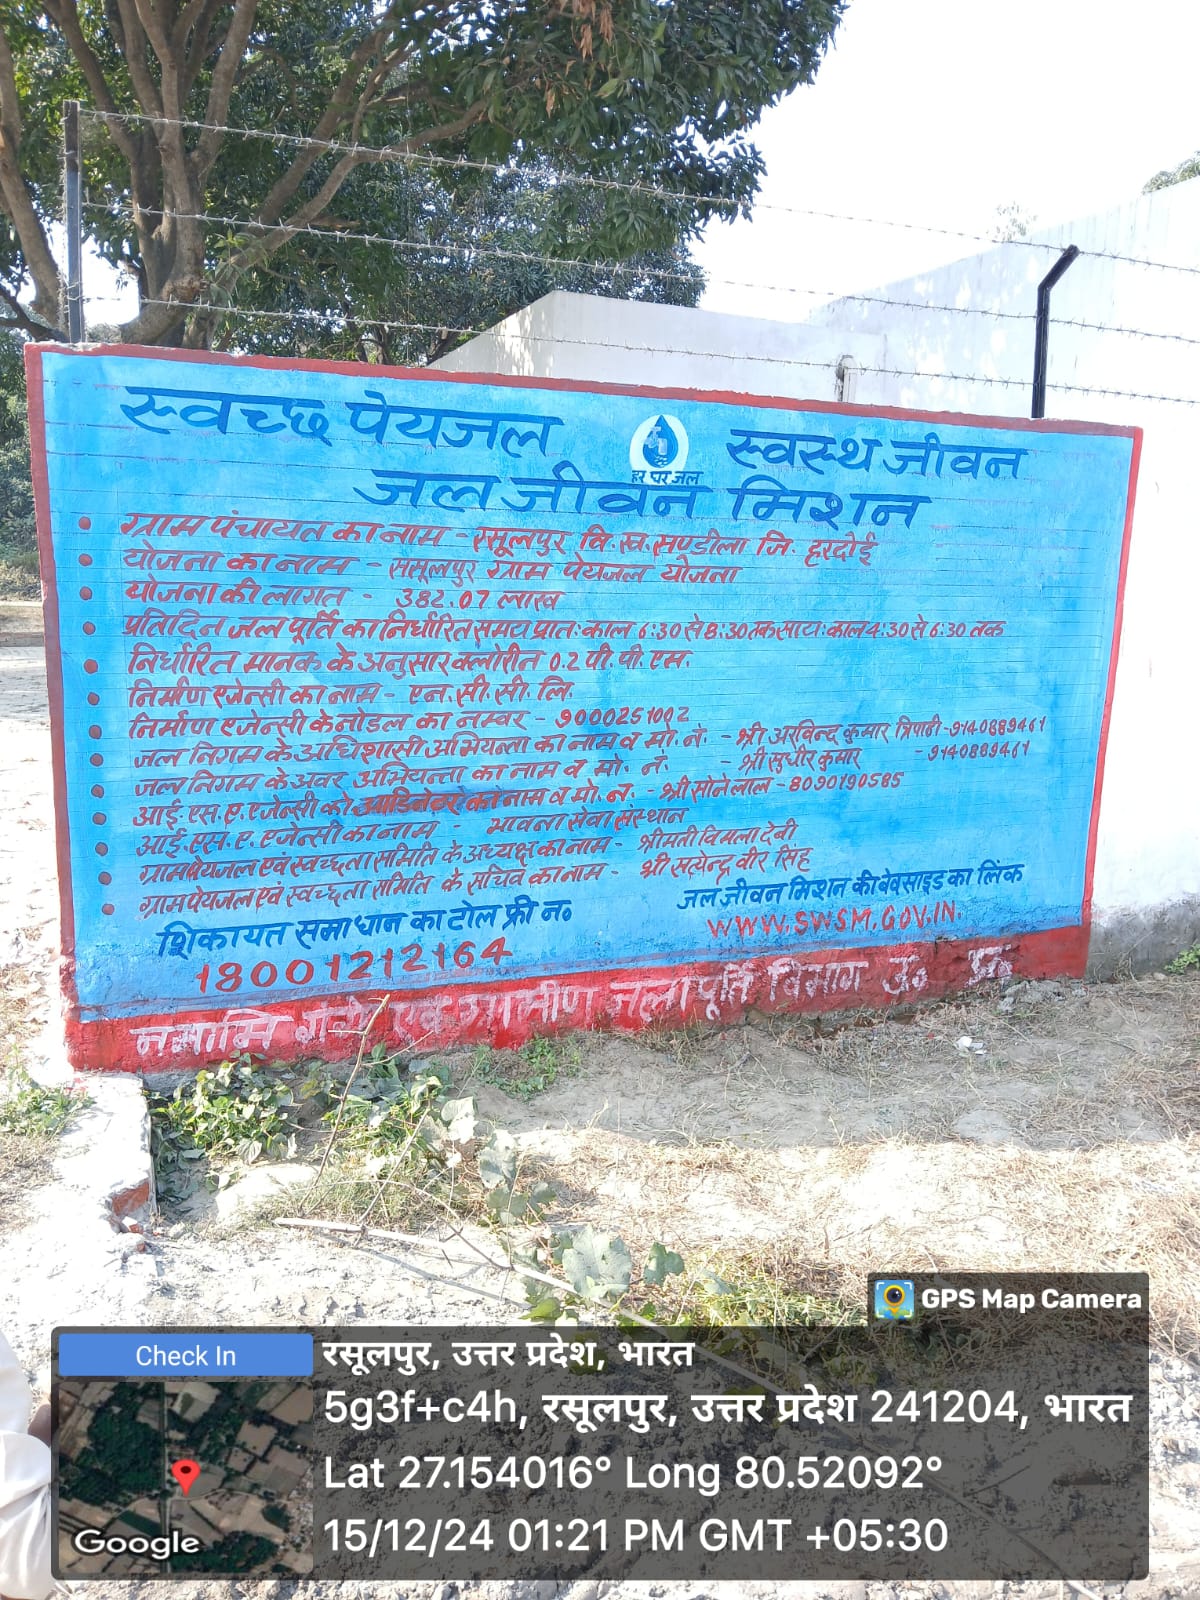 स्वच्छ पेयजल
हर घर जल
स्वस्थ जीवन
जल जीवन मिशन
ग्राम पंचायत का नाम - रसूलपुर वि. ख. सण्डीला जि. हरदोई
योजना का नाम - ससूलपुर ग्राम पेयजल योजना
योजना की लागत - 382.07 लाख
प्रतिदिन जल पूर्ति का निर्धारित समय प्रातः काल 6:30 से 8:30 तक सायः काल 4:30 से 6:30 तक
निर्धारित मानक के अनुसार क्लोरीन 0.2 पी. पी. एम.
निर्माण एजेन्सी का नाम - एन. सी. सी. लि.
निर्माण एजेन्सी के नोडल का नम्बर - 9000251002
जल निगम के अधिशासी अभियन्ता का नाम व मो. नं. - श्री अरविन्द कुमार त्रिपाठी - 9140889461
जल निगम के अवर अभियन्ता का नाम व मो. नं. - श्री सुधीर कुमार - 9140889461
आई. एस. ए. एजेन्सी को आडिनेटर का नाम व मो. न. - श्री सोनेलाल - 8090190585
आई. एस. ए. एजेन्सी का नाम - भावना सेवा संस्थान
ग्राम पेयजल एवं स्वच्छता समिति के अध्यक्ष का नाम - श्रीमती विमला देवी
ग्राम पेयजल एवं स्वच्छता समिति के सचिव का नाम - श्री सत्येन्द्र वीर सिंह
शिकायत समाधान का टोल फ्री न॰
18001212164
जल जीवन मिशन की बेवसाइड का लिंक
WWW.SWSM.GOV.IN.
नमामि गंगे एवं ग्रामीण जलापूर्ति विभाग उ॰ प्र॰
GPS Map Camera
Check In
रसूलपुर, उत्तर प्रदेश, भारत
5g3f+c4h, रसूलपुर, उत्तर प्रदेश 241204, भारत
Lat 27.154016° Long 80.52092°
15/12/24 01:21 PM GMT +05:30
Google